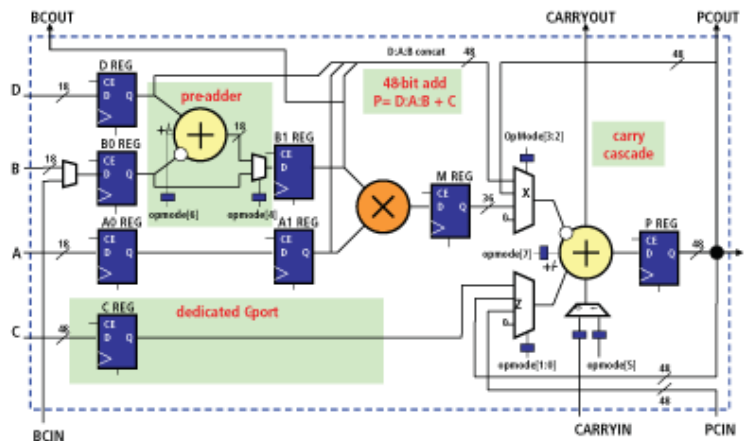 BCOUT CARRYOUT PCOUT
D:A:B concat 48 48
D 18 D REG CE D Q
pre-adder
48-bit add
P= D:A:B + C
+/- 18
OpMode[3:2]
carry
cascade
B 18 B0 REG CE D Q
B1 REG CE D Q
opmode[6] opmode[4]
M REG CE D Q 36
X 0
A 18 A0 REG CE D Q
A1 REG CE D Q
opmode[7] +/-
P REG CE D Q 48
C 48 C REG CE D Q
dedicated Cport
Z 0
opmode[1:0] opmode[5]
48
48
BCIN CARRYIN PCIN